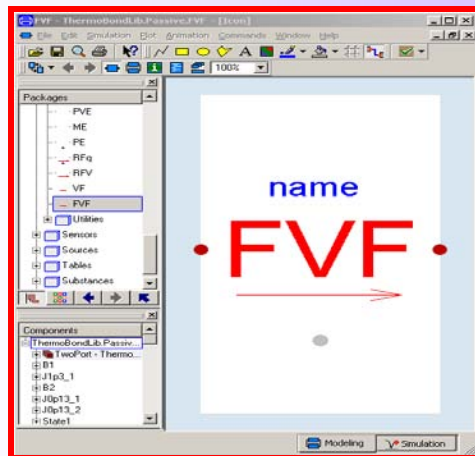 FVF - ThermoBondLib.Passive.FVF - [Icon]
File Edit Simulation Plot Animation Commands Window Help
100%
Packages
PVE
ME
PE
RFq
RFV
VF
FVF
Utilities
Sensors
Sources
Tables
Substances
Components
ThermoBondLib.Passiv...
TwoPort - Thermo...
B1
J1p3_1
B2
J0p13_1
J0p13_2
State1
name
FVF
Modeling
Simulation